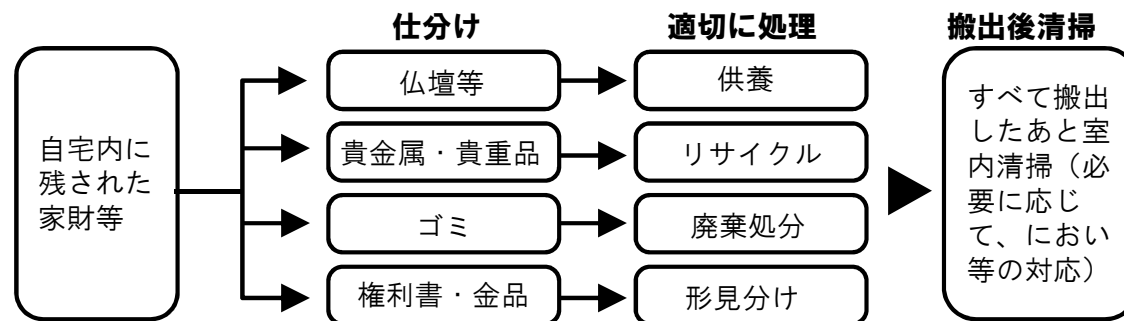 仕分け
適切に処理
搬出後清掃
自宅内に
残された
家財等
仏壇等
供養
貴金属・貴重品
リサイクル
ゴミ
廃棄処分
権利書・金品
形見分け
すべて搬出
したあと室
内清掃（必
要に応じ
て、におい
等の対応）